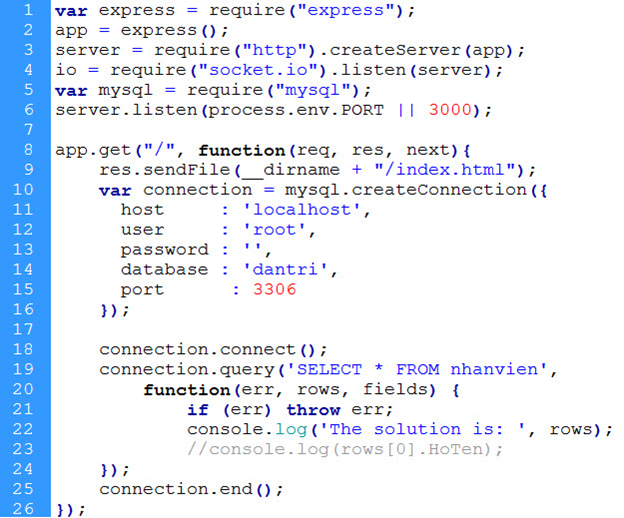 1 var express = require("express");
2 app = express();
3 server = require("http").createServer(app);
4 io = require("socket.io").listen(server);
5 var mysql = require("mysql");
6 server.listen(process.env.PORT || 3000);
7
8 app.get("/", function(req, res, next){
9     res.sendFile(__dirname + "/index.html");
10     var connection = mysql.createConnection({
11       host     : 'localhost',
12       user     : 'root',
13       password : '',
14       database : 'dantri',
15       port      : 3306
16     });
17
18     connection.connect();
19     connection.query('SELECT * FROM nhanvien',
20         function(err, rows, fields) {
21             if (err) throw err;
22             console.log('The solution is: ', rows);
23             //console.log(rows[0].HoTen);
24     });
25     connection.end();
26 });